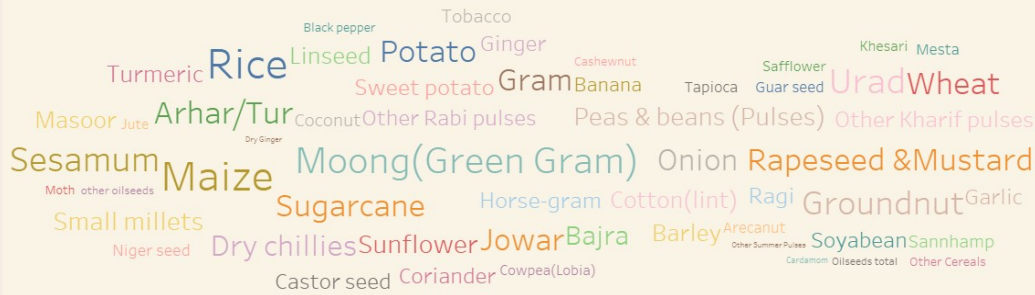 Tobacco
Black pepper
Linseed
Potato
Ginger
Khesari
Mesta
Turmeric
Rice
Cashewnut
Safflower
Sweet potato
Gram
Banana
Tapioca
Guar seed
Urad
Wheat
Masoor
Jute
Arhar/Tur
Coconut
Other Rabi pulses
Peas & beans (Pulses)
Other Kharif pulses
Dry Ginger
Sesamum
Maize
Moong(Green Gram)
Onion
Rapeseed &Mustard
Moth
other oilseeds
Sugarcane
Horse-gram
Cotton(lint)
Ragi
Groundnut
Garlic
Small millets
Niger seed
Dry chillies
Sunflower
Jowar
Bajra
Barley
Arecanut
Other Summer Pulses
Soyabean
Sannhamp
Cardamom
Oilseeds total
Other Cereals
Castor seed
Coriander
Cowpea(Lobia)